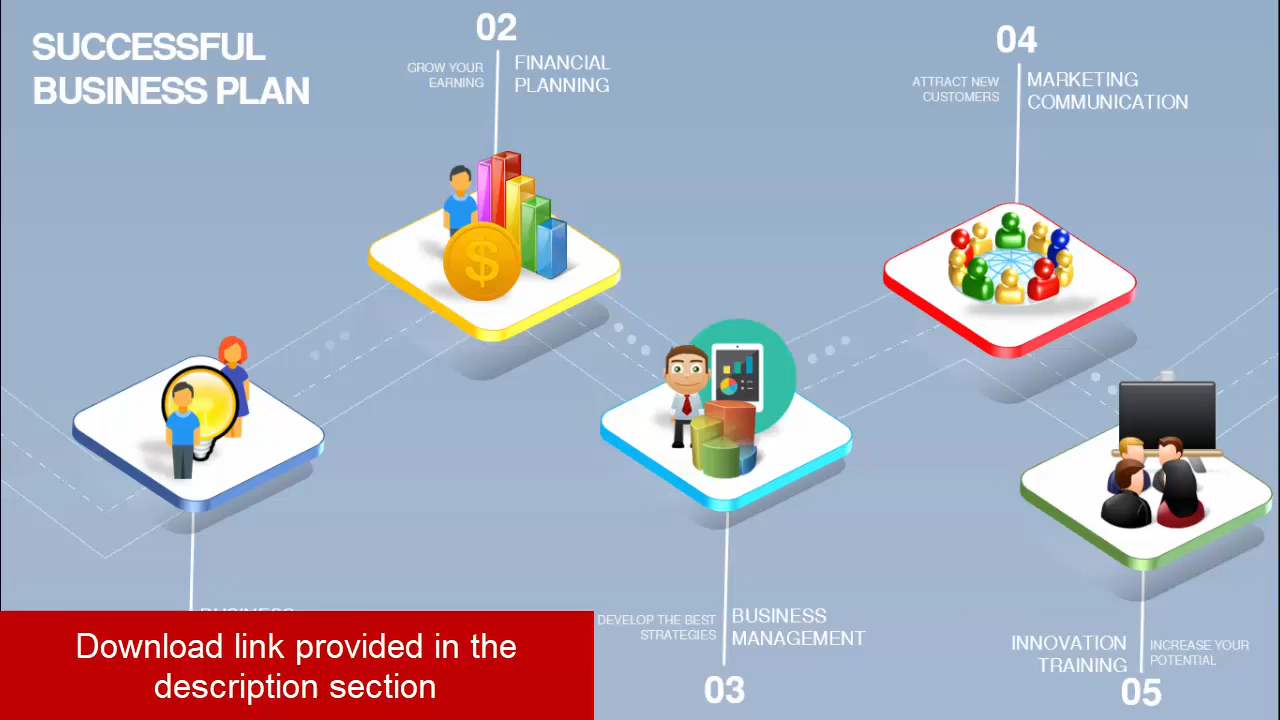 SUCCESSFUL
BUSINESS PLAN
02
GROW YOUR
EARNING
FINANCIAL
PLANNING
04
ATTRACT NEW
CUSTOMERS
MARKETING
COMMUNICATION
$
BUSINESS
DEVELOP THE BEST
STRATEGIES
BUSINESS
MANAGEMENT
03
INNOVATION
TRAINING
INCREASE YOUR
POTENTIAL
05
Download link provided in the
description section